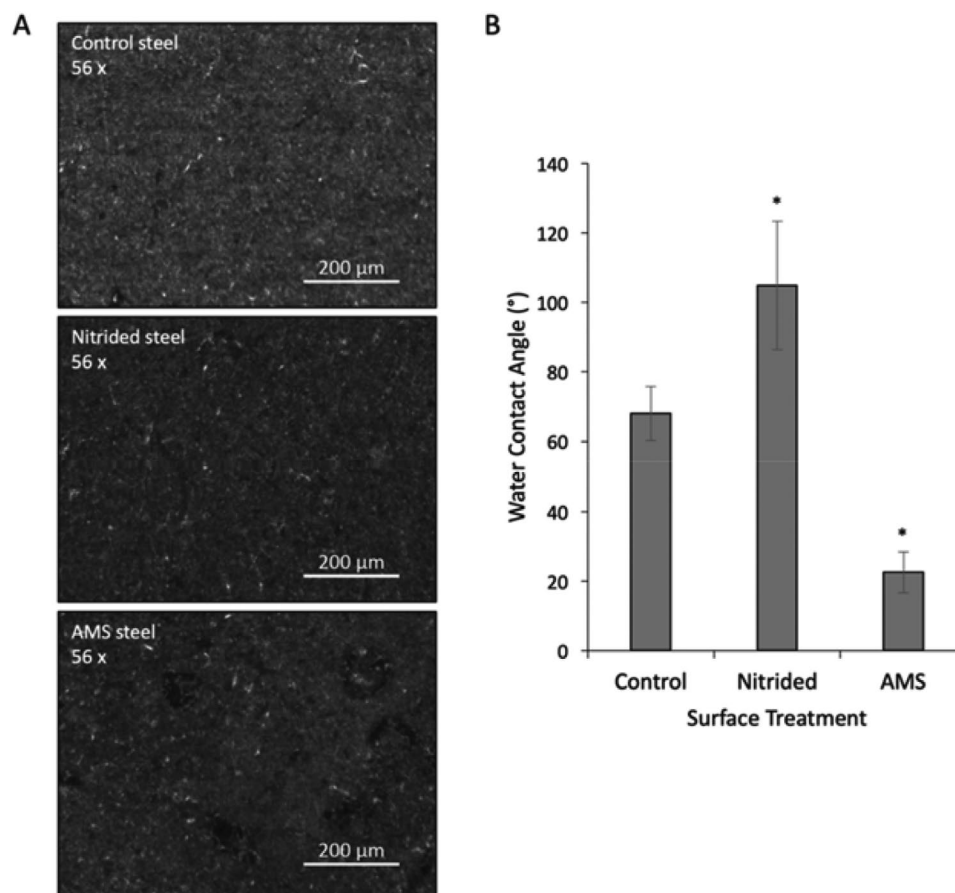 A
Control steel
56 x
200 µm
Nitrided steel
56 x
200 µm
AMS steel
56 x
200 µm
B
Water Contact Angle (°)
140
120
100
80
60
40
20
0
*
*
Control
Nitrided
AMS
Surface Treatment